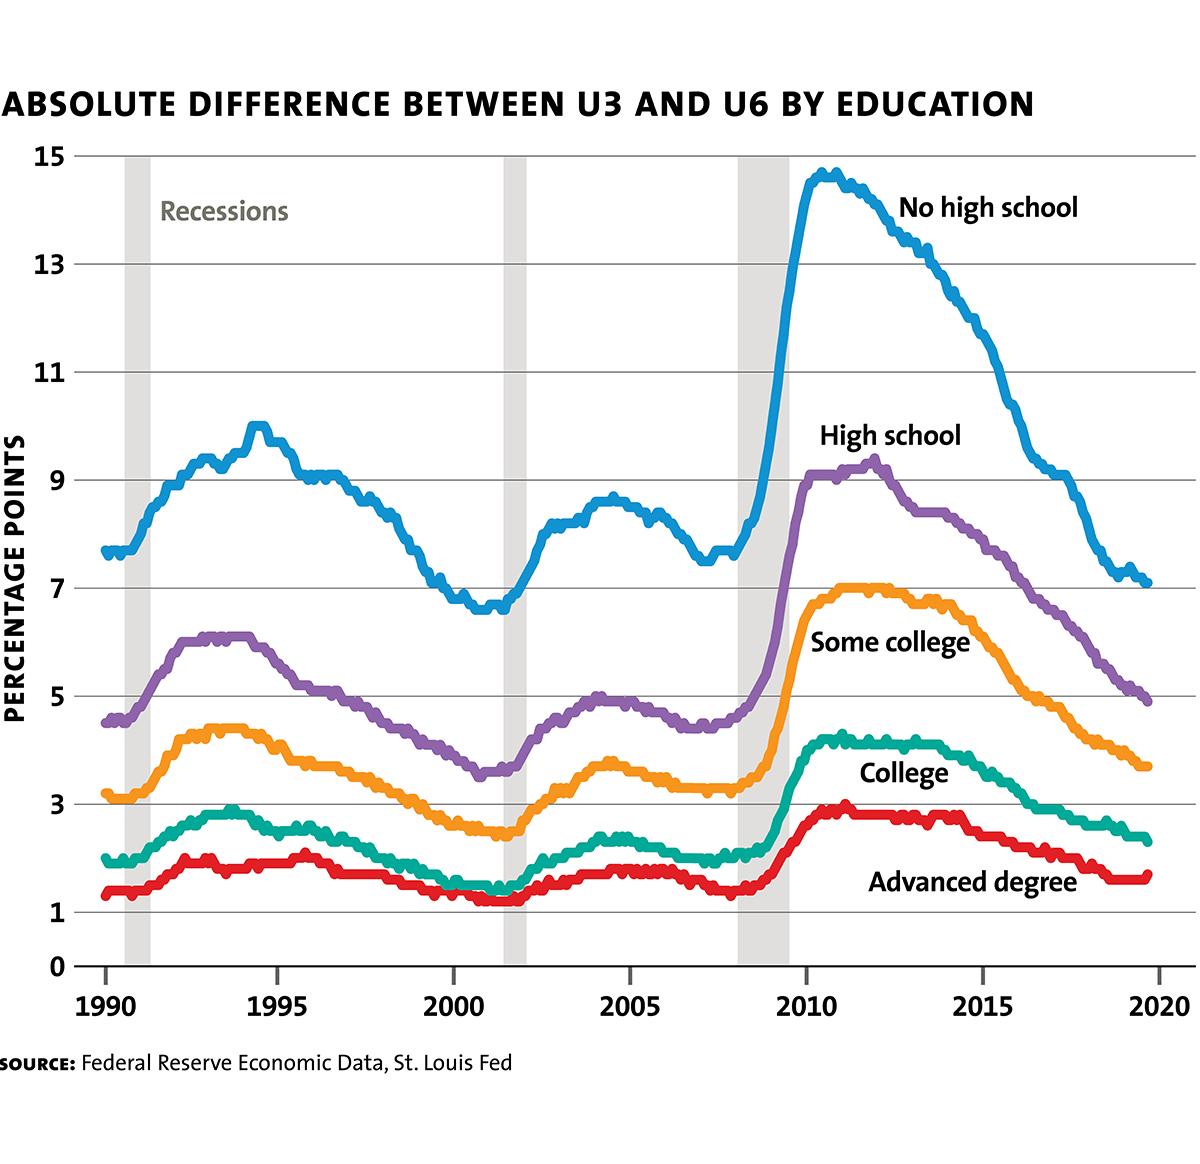 ABSOLUTE DIFFERENCE BETWEEN U3 AND U6 BY EDUCATION
15
Recessions
No high school
13
11
High school
9
PERCENTAGE POINTS
7
Some college
5
College
3
Advanced degree
1
0
1990 1995 2000 2005 2010 2015 2020
SOURCE: Federal Reserve Economic Data, St. Louis Fed